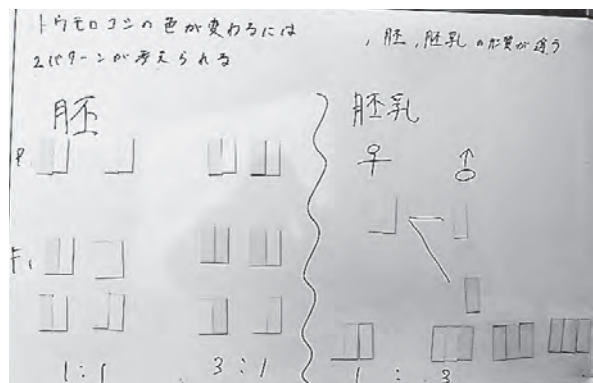 トウモロコシの色が変わるには
2パターンが考えられる
, 胚, 胚乳の形質が違う
胚
胚乳
P.
♀ ♂
F₁
1:1 3:1
1 : 3